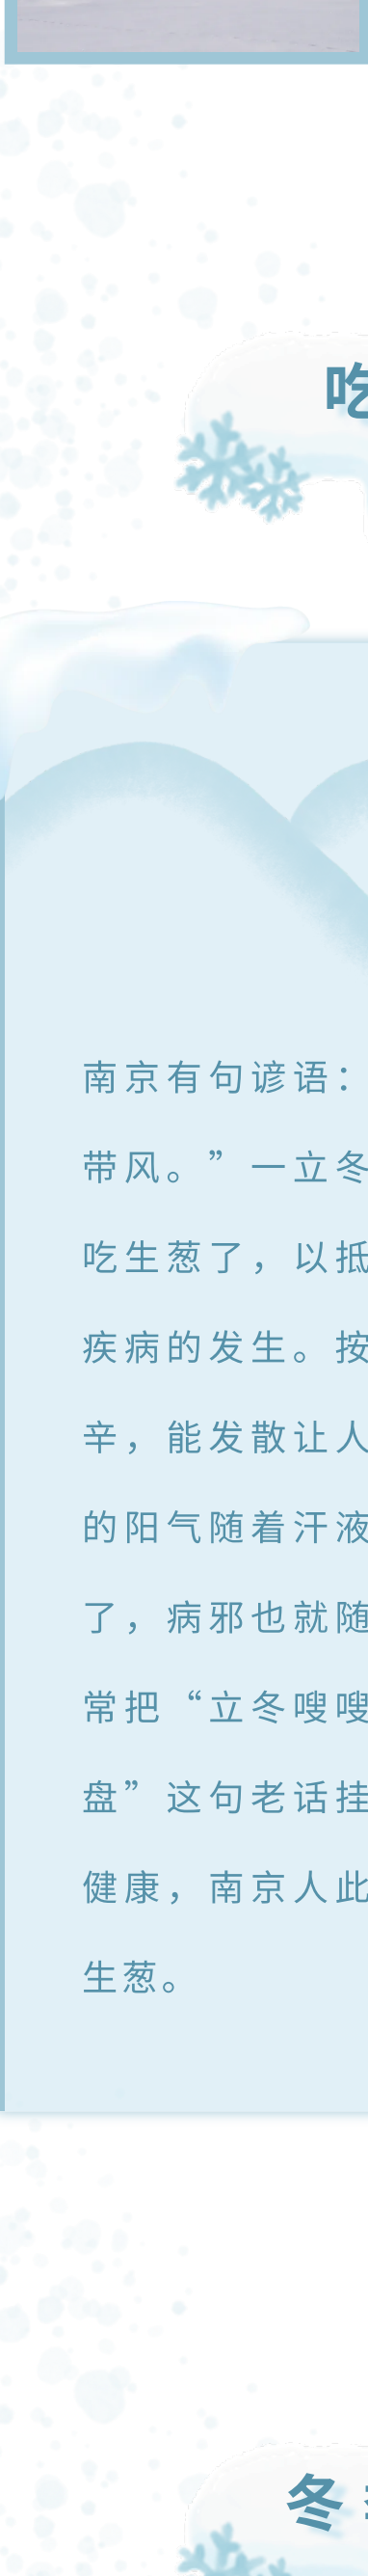 吃
南京有句谚语：
带风。”一立冬
吃生葱了，以抵
疾病的发生。按
辛，能发散让人
的阳气随着汗液
了，病邪也就随
常把“立冬嗖嗖
盘”这句老话挂
健康，南京人此
生葱。
冬